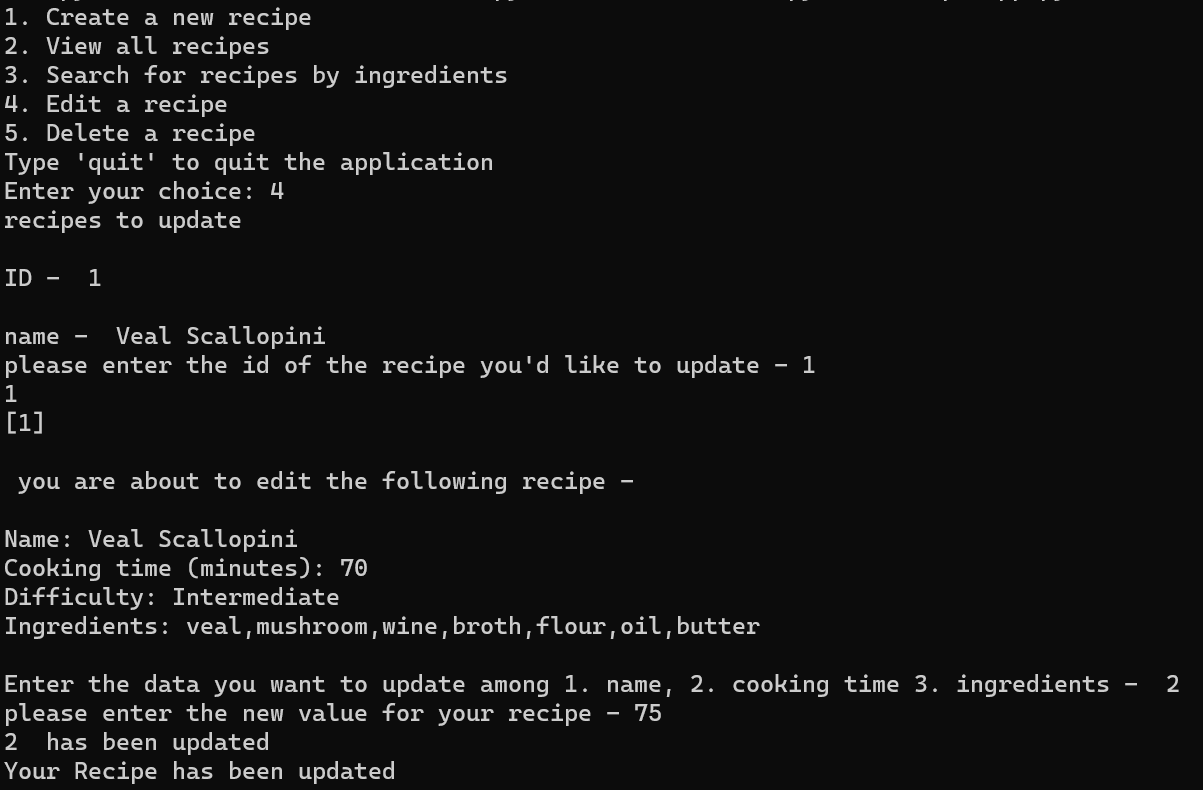 1. Create a new recipe
2. View all recipes
3. Search for recipes by ingredients
4. Edit a recipe
5. Delete a recipe
Type 'quit' to quit the application
Enter your choice: 4
recipes to update
ID -  1
name -  Veal Scallopini
please enter the id of the recipe you'd like to update - 1
1
[1]
you are about to edit the following recipe -
Name: Veal Scallopini
Cooking time (minutes): 70
Difficulty: Intermediate
Ingredients: veal,mushroom,wine,broth,flour,oil,butter
Enter the data you want to update among 1. name, 2. cooking time 3. ingredients -  2
please enter the new value for your recipe - 75
2  has been updated
Your Recipe has been updated